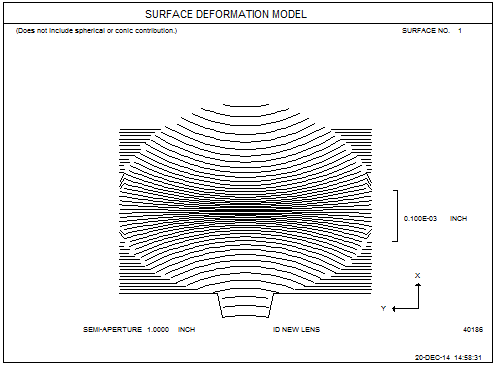 SURFACE DEFORMATION MODEL
(Does not include spherical or conic contribution.) SURFACE NO. 1
0.100E-03 INCH
X
Y
SEMI-APERTURE 1.0000 INCH ID NEW LENS 40186
20-DEC-14 14:58:31